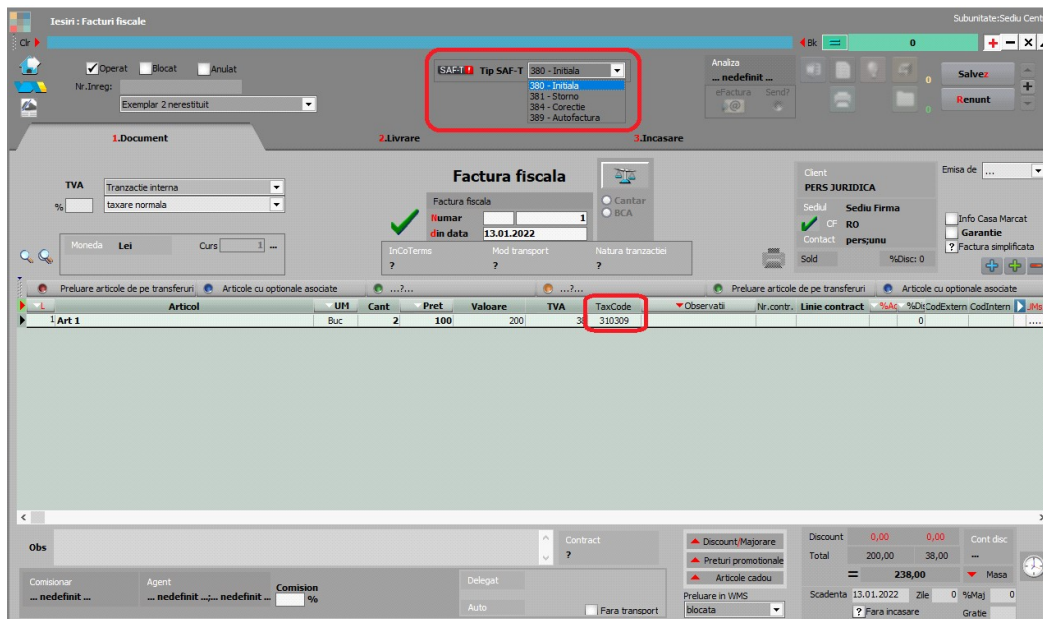 Iesiri : Facturi fiscale
Subunitate:Sediu Cent
Clr
Bk
0
Operat Blocat Anulat
Nr.Inreg:
Exemplar 2 nerestituit
SAF-T Tip SAF-T 380 - Initiala
380 - Initiala
381 - Storno
384 - Corectie
389 - Autofactura
Analiza
... nedefinit ...
eFactura Send?
0
0
Salvez
Renunt
1.Document 2.Livrare 3.Incasare
TVA Tranzactie interna
% taxare normala
Moneda Lei Curs 1 ...
Factura fiscala
Factura fiscala
Numar 1
din data 13.01.2022
Cantar
BCA
InCoTerms Mod transport Natura tranzactiei
? ? ?
Client
PERS JURIDICA
Sediul Sediu Firma
CF RO
Contact pers;unu
Sold %Disc: 0
Emisa de ...
Info Casa Marcat
Garantie
? Factura simplificata
Preluare articole de pe transferuri Articole cu optionale asociate ...?... ...?... Preluare articole de pe transferuri Articole cu optionale asociate
L Articol UM Cant Pret Valoare TVA TaxCode Observatii Nr.contr. Linie contract %Ac %Dis CodExtern CodIntern
1 Art 1 Buc 2 100 200 38 310309 0 ....
Obs
Contract
?
Discount/Majorare
Preturi promotionale
Articole cadou
Preluare in WMS
blocata
Discount 0,00 0,00 Cont disc
Total 200,00 38,00 ...
= 238,00 Masa
Scadenta 13.01.2022 Zile 0 %Maj 0
? Fara incasare Gratie
Comisionar Agent Comision
... nedefinit ... ... nedefinit ...;... nedefinit ... %
Delegat
Auto
Fara transport